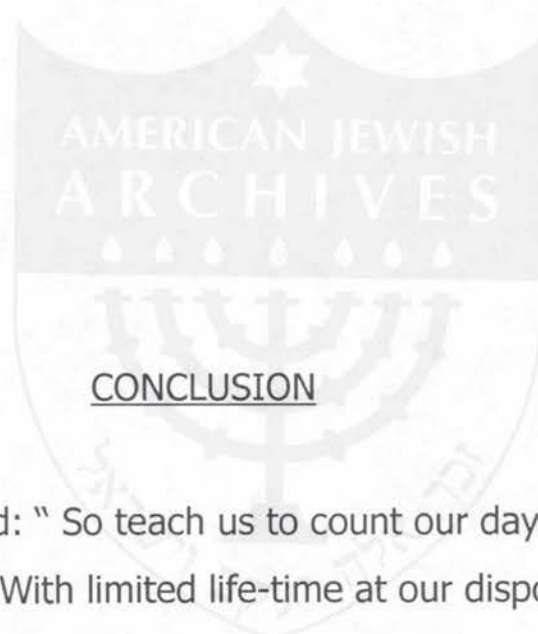 AMERICAN JEWISH
ARCHIVES
CONCLUSION
d: “ So teach us to count our day
With limited life-time at our dispo